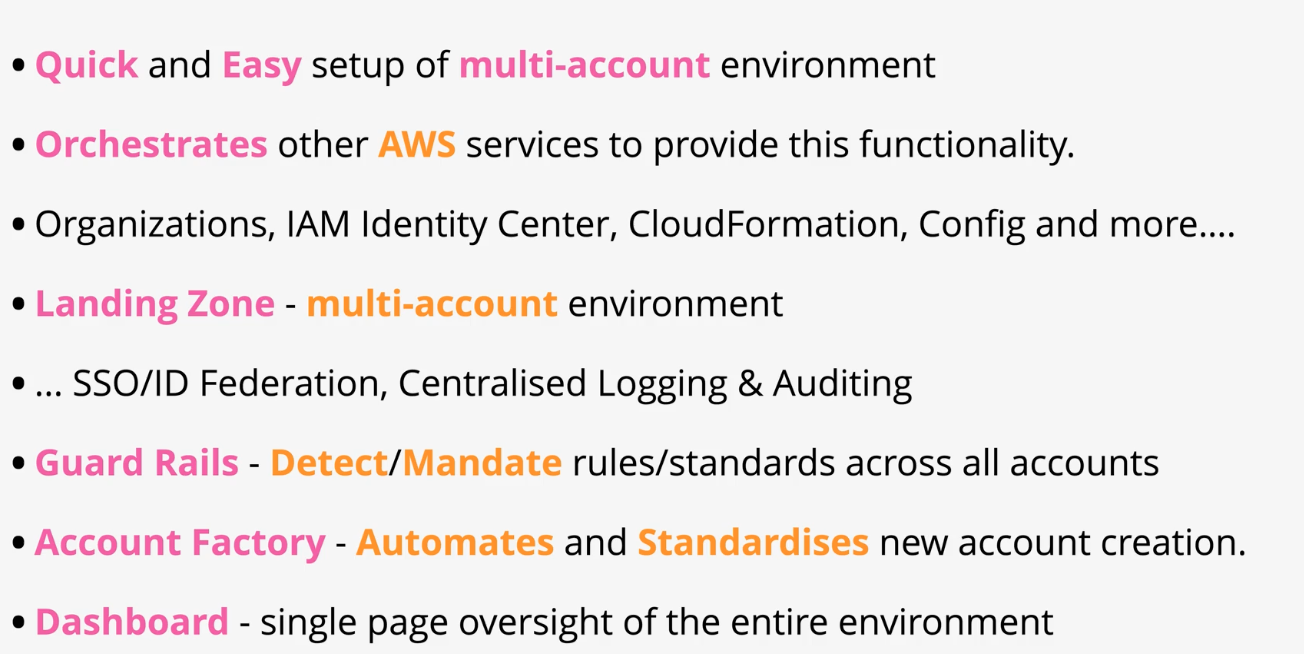 • Quick and Easy setup of multi-account environment
• Orchestrates other AWS services to provide this functionality.
• Organizations, IAM Identity Center, CloudFormation, Config and more....
• Landing Zone - multi-account environment
• ... SSO/ID Federation, Centralised Logging & Auditing
• Guard Rails - Detect/Mandate rules/standards across all accounts
• Account Factory - Automates and Standardises new account creation.
• Dashboard - single page oversight of the entire environment